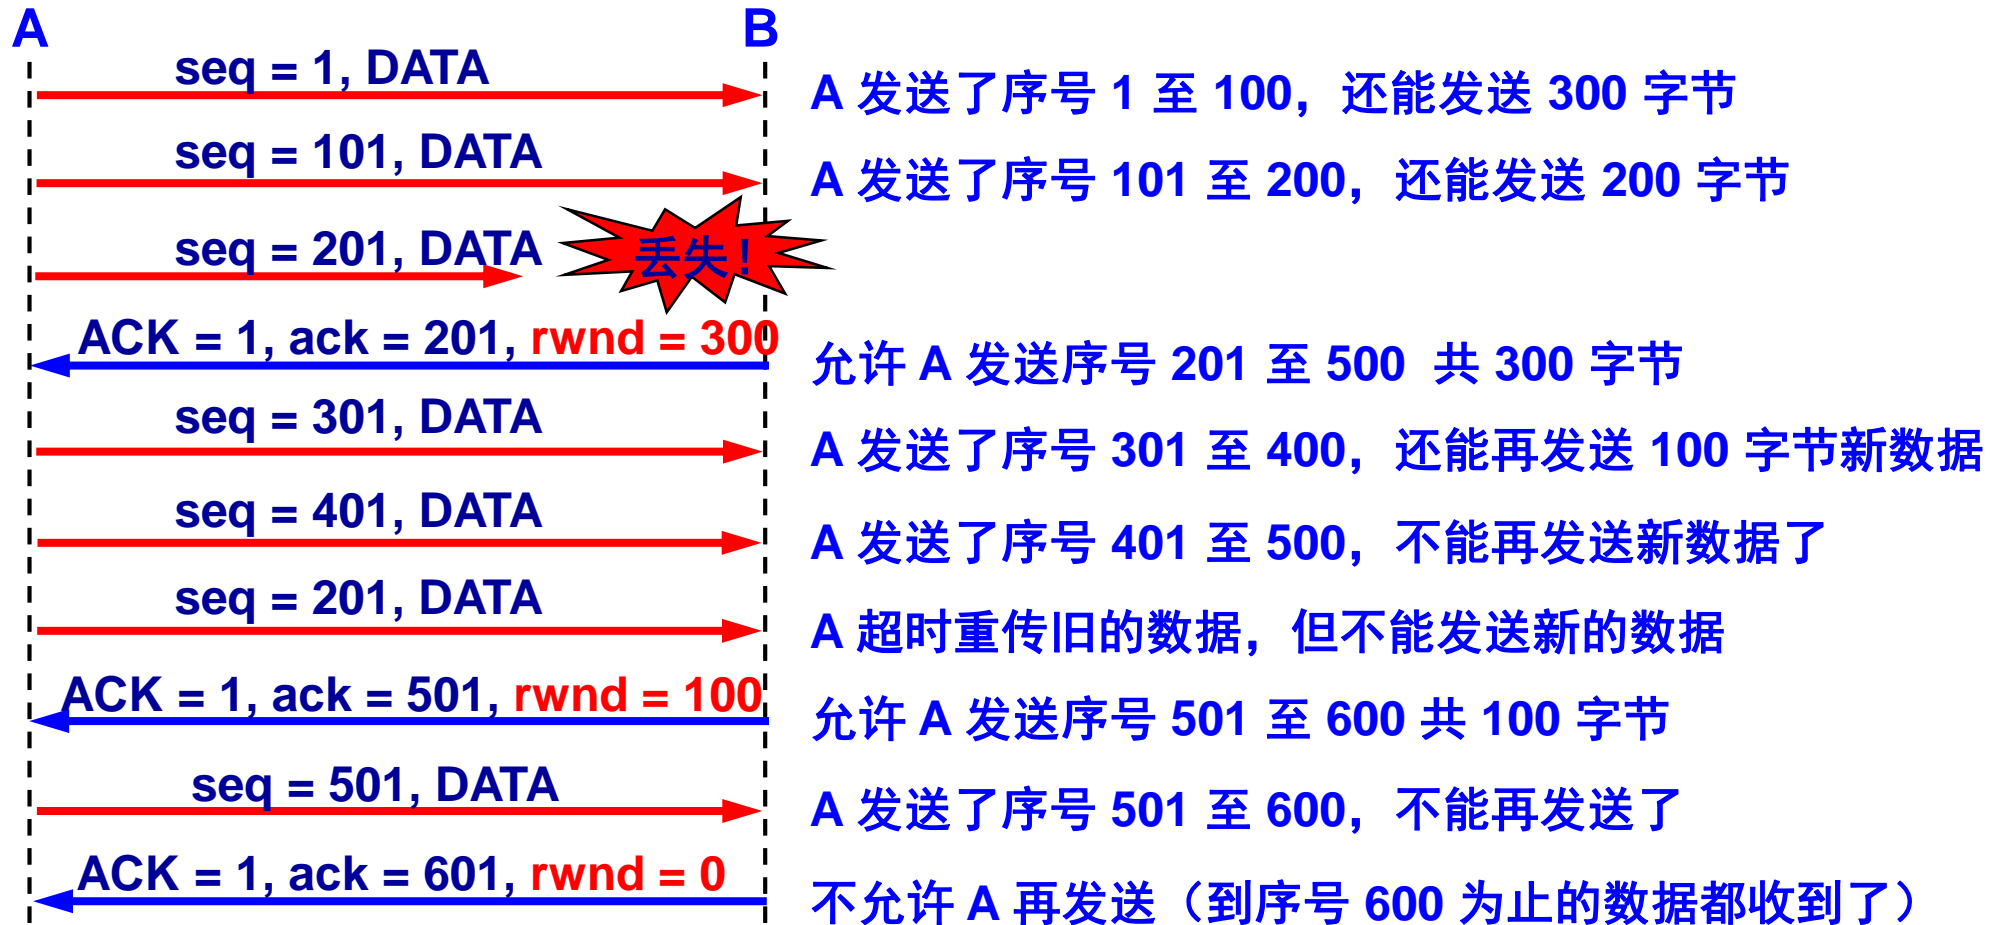 A B
seq = 1, DATA
A 发送了序号 1 至 100，还能发送 300 字节
seq = 101, DATA
A 发送了序号 101 至 200，还能发送 200 字节
seq = 201, DATA
丢失！
ACK = 1, ack = 201, rwnd = 300
允许 A 发送序号 201 至 500 共 300 字节
seq = 301, DATA
A 发送了序号 301 至 400，还能再发送 100 字节新数据
seq = 401, DATA
A 发送了序号 401 至 500，不能再发送新数据了
seq = 201, DATA
A 超时重传旧的数据，但不能发送新的数据
ACK = 1, ack = 501, rwnd = 100
允许 A 发送序号 501 至 600 共 100 字节
seq = 501, DATA
A 发送了序号 501 至 600，不能再发送了
ACK = 1, ack = 601, rwnd = 0
不允许 A 再发送（到序号 600 为止的数据都收到了）